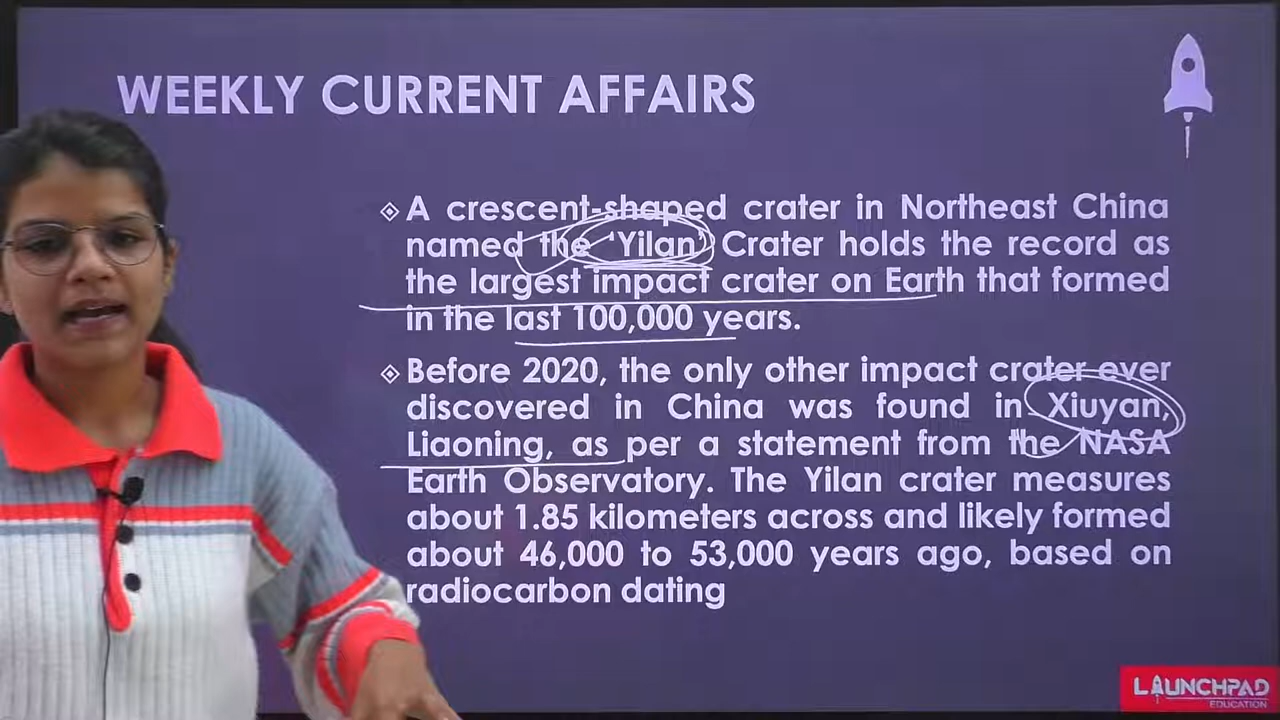 WEEKLY CURRENT AFFAIRS
A crescent-shaped crater in Northeast China
named the ‘Yilan’ Crater holds the record as
the largest impact crater on Earth that formed
in the last 100,000 years.
Before 2020, the only other impact crater ever
discovered in China was found in Xiuyan,
Liaoning, as per a statement from the NASA
Earth Observatory. The Yilan crater measures
about 1.85 kilometers across and likely formed
about 46,000 to 53,000 years ago, based on
radiocarbon dating
LAUNCHPAD
EDUCATION